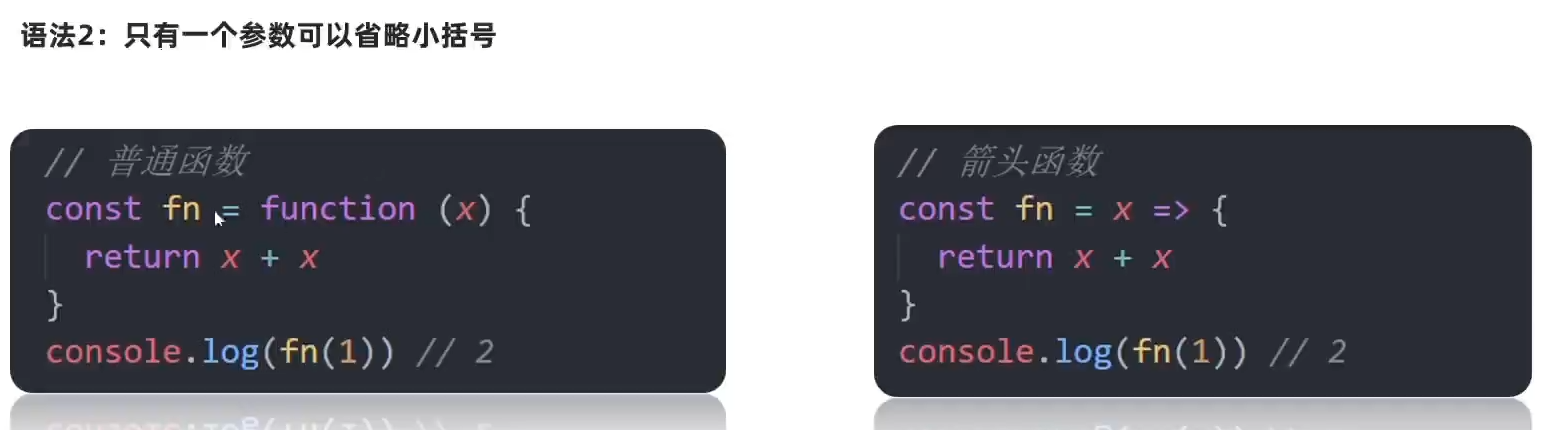 语法2：只有一个参数可以省略小括号
// 普通函数
const fn = function (x) {
  return x + x
}
console.log(fn(1)) // 2
// 箭头函数
const fn = x => {
  return x + x
}
console.log(fn(1)) // 2